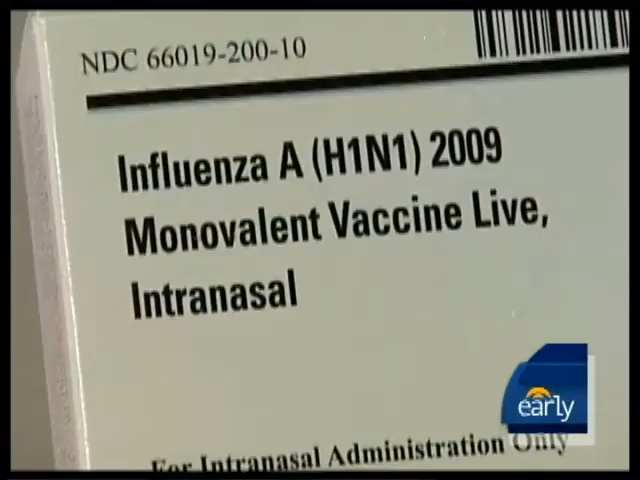 NDC 66019-200-10
Influenza A (H1N1) 2009
Monovalent Vaccine Live,
Intranasal
early
For Intranasal Administration Only